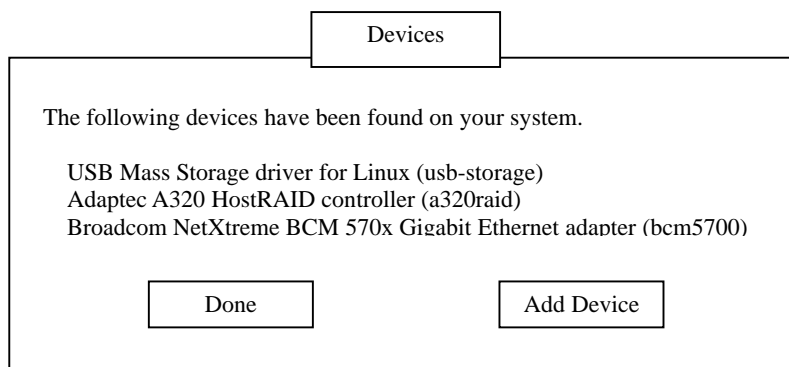 Devices
The following devices have been found on your system.
USB Mass Storage driver for Linux (usb-storage)
Adaptec A320 HostRAID controller (a320raid)
Broadcom NetXtreme BCM 570x Gigabit Ethernet adapter (bcm5700)
Done
Add Device